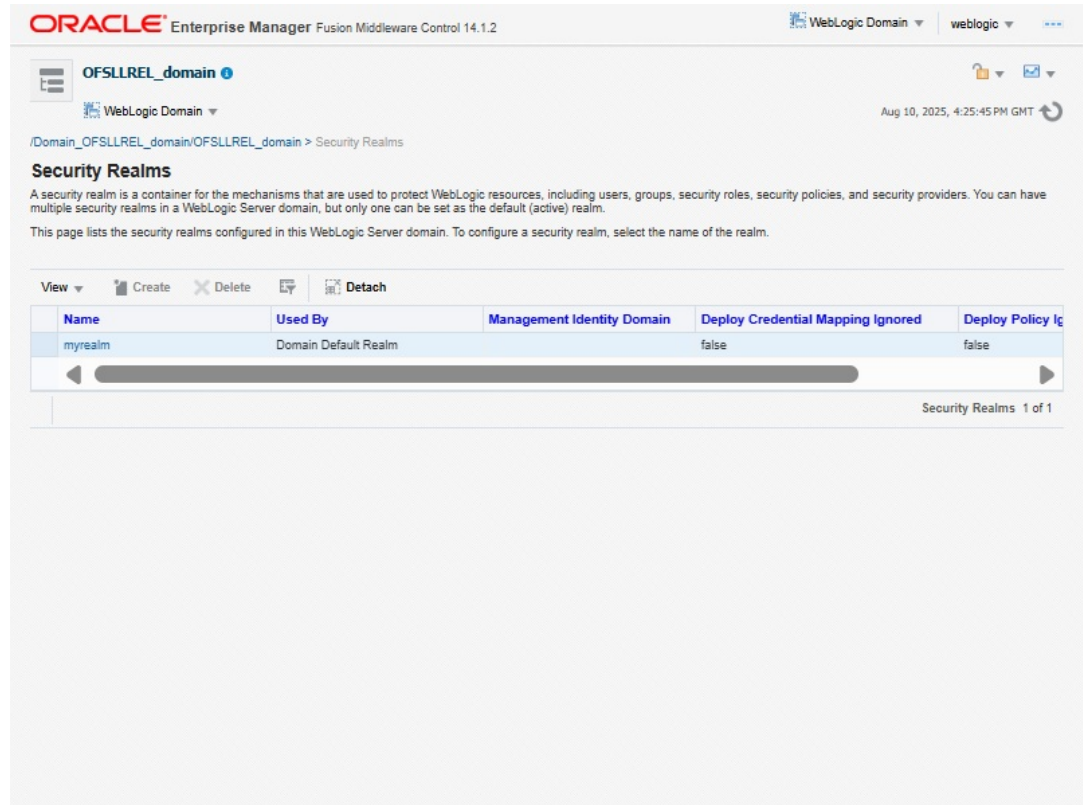 ORACLE Enterprise Manager Fusion Middleware Control 14.1.2 WebLogic Domain weblogic
OFSLLREL_domain
WebLogic Domain Aug 10, 2025, 4:25:45 PM GMT
/Domain_OFSLLREL_domain/OFSLLREL_domain > Security Realms
Security Realms
A security realm is a container for the mechanisms that are used to protect WebLogic resources, including users, groups, security roles, security policies, and security providers. You can have
multiple security realms in a WebLogic Server domain, but only one can be set as the default (active) realm.
This page lists the security realms configured in this WebLogic Server domain. To configure a security realm, select the name of the realm.
View Create Delete Detach
Name Used By Management Identity Domain Deploy Credential Mapping Ignored Deploy Policy Ig
myrealm Domain Default Realm false false
Security Realms 1 of 1